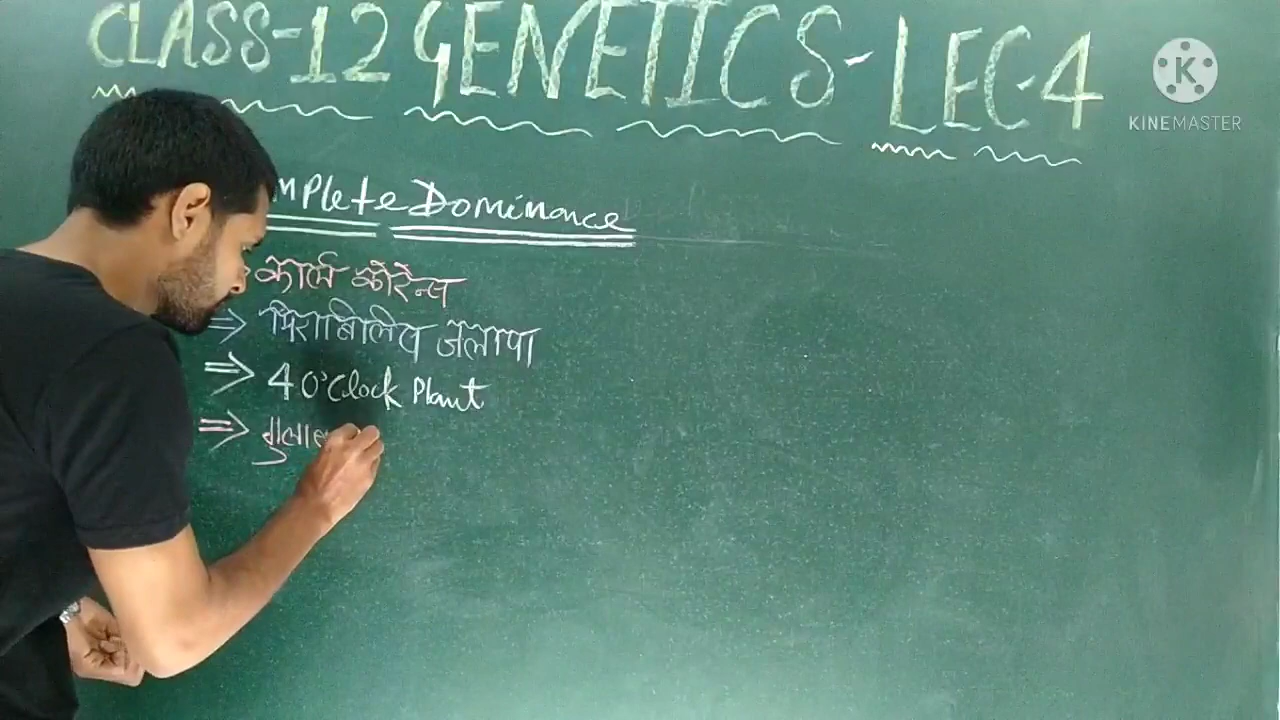 CLASS-12 GENETICS-LEC-4
K
KINEMASTER
mplete Dominance
कार्ल कोरेन्स
⇒ मिराबिलिस जलापा
⇒ 4 O'Clock Plant
⇒ गुलाब